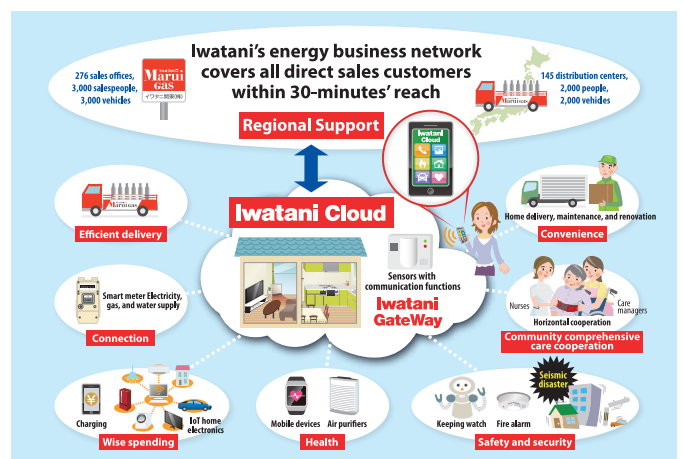 Iwatani's energy business network
covers all direct sales customers
within 30-minutes' reach
276 sales offices,
3,000 salespeople,
3,000 vehicles
Marui
gas
145 distribution centers,
2,000 people,
2,000 vehicles
Marui gas
Regional Support
Iwatani
Cloud
Iwatani Cloud
Sensors with
communication functions
Iwatani
GateWay
Marui gas
Efficient delivery
Home delivery, maintenance, and renovation
Convenience
Smart meter Electricity,
gas, and water supply
Connection
Nurses
Care
managers
Horizontal cooperation
Community comprehensive
care cooperation
Charging
IoT home
electronics
Wise spending
Mobile devices
Air purifiers
Health
Keeping watch
Fire alarm
Seismic
disaster
Safety and security